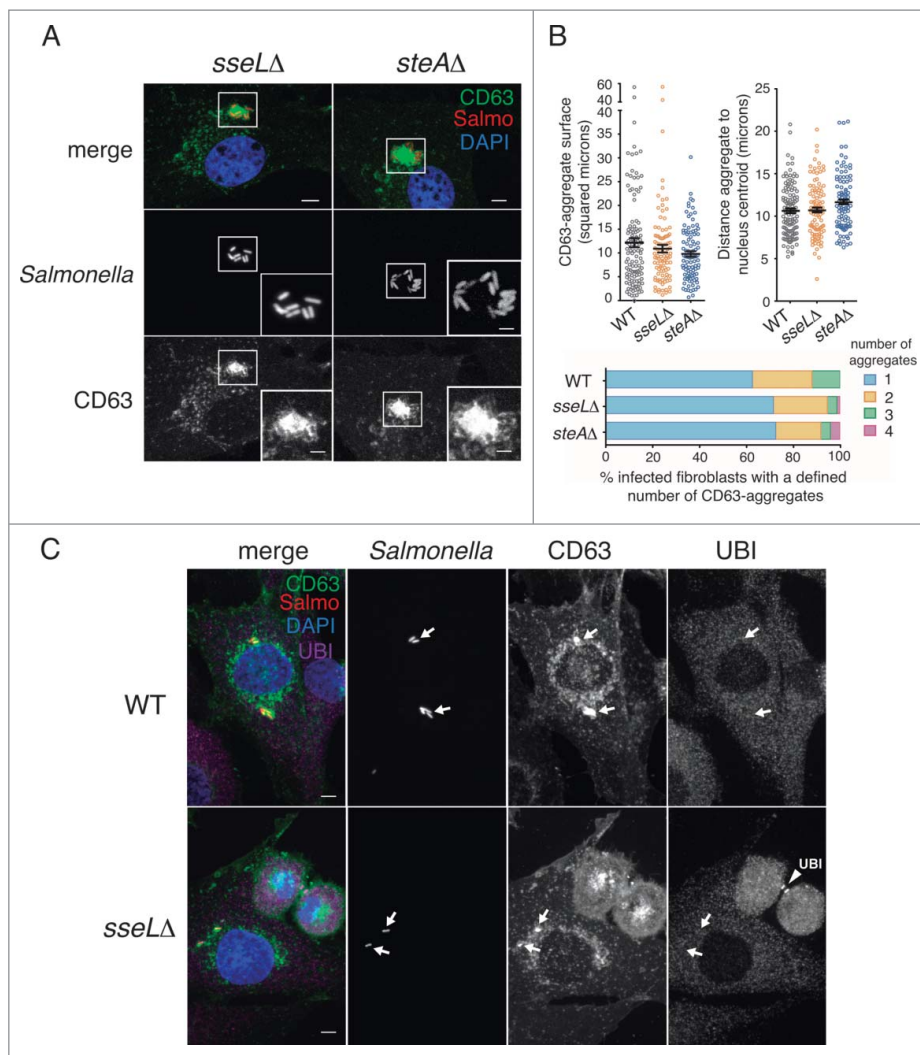 A
sseLΔ
steAΔ
CD63
Salmo
DAPI
merge
Salmonella
CD63
B
CD63-aggregate surface
(squared microns)
60
50
40
35
30
25
20
15
10
5
0
WT
sseLΔ
steAΔ
Distance aggregate to
nucleus centroid (microns)
25
20
15
10
5
0
WT
sseLΔ
steAΔ
number of
aggregates
1
2
3
4
WT
sseLΔ
steAΔ
0 20 40 60 80 100
% infected fibroblasts with a defined
number of CD63-aggregates
C
merge
Salmonella
CD63
UBI
CD63
Salmo
DAPI
UBI
WT
sseLΔ
UBI